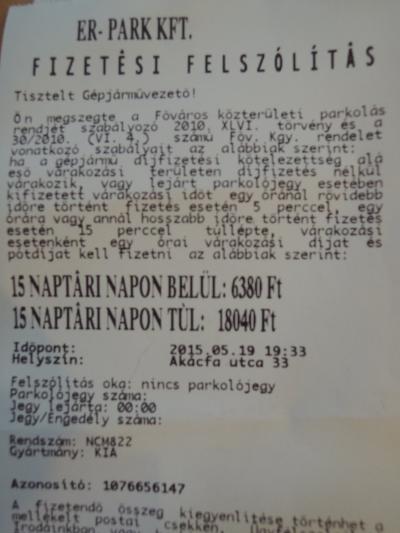 ER- PARK KFT.
FIZETÉSI FELSZÓLÍTÁS
Tisztelt Gépjárművezető!
Ön megszegte a Főváros közterületi parkolás
rendjét szabályozó 2010. XLVI. törvény és a
30/2010. (VI. 4.) számú Föv. Kgy. rendelet
vonatkozó szabályait az alábbiak szerint:
ha a gépjármű díjfizetési kötelezettség alá
eső várakozási területen díjfizetés nélkül
várakozik, vagy lejárt parkolójegy esetében
kifizetett várakozási időt egy óránál rövidebb
időre történt fizetés esetén 5 perccel, egy
órára vagy annál hosszabb időre történt fizetés
esetén 15 perccel túllépte, várakozási
esetenként egy órai várakozási díjat és
pótdíjat kell fizetni az alábbiak szerint:
15 NAPTÁRI NAPON BELÜL: 6380 Ft
15 NAPTÁRI NAPON TÚL: 18040 Ft
Időpont: 2015.05.19 19:33
Helyszín: Akácfa utca 33
Felszólítás oka: nincs parkolójegy
Parkolójegy száma:
Jegy lejárta: 00:00
Jegy/Engedély száma:
Rendszám: NCM822
Gyártmány: KIA
Azonosító: 1076656147
A fizetendő összeg kiegyenlítése történhet a
mellékelt postai csekken,
irodáinkban